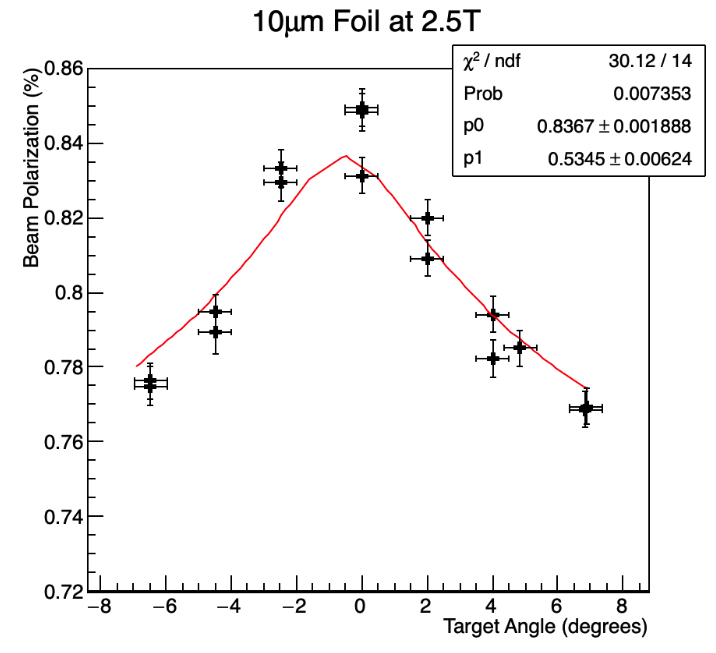 10μm Foil at 2.5T
χ² / ndf 30.12 / 14
Prob 0.007353
p0 0.8367 ± 0.001888
p1 0.5345 ± 0.00624
Beam Polarization (%)
0.86
0.84
0.82
0.8
0.78
0.76
0.74
0.72
−8 −6 −4 −2 0 2 4 6 8
Target Angle (degrees)